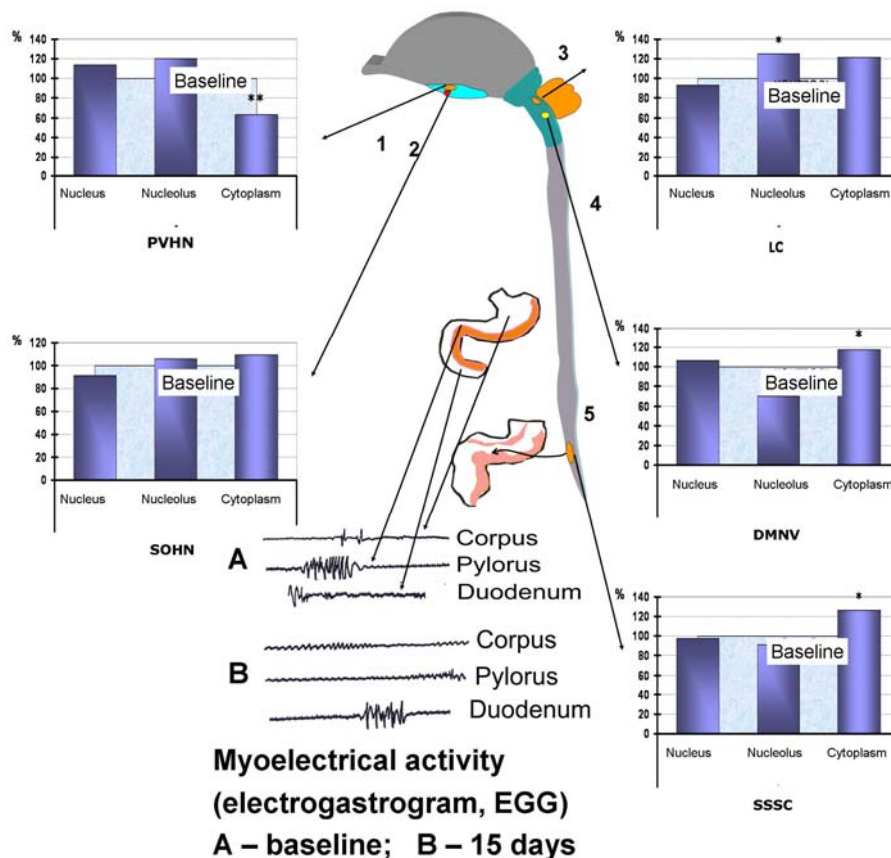 %
140
120
100
80
60
40
20
0
Baseline
**
Nucleus Nucleolus Cytoplasm
PVHN
1
2
3
4
5
%
140
120
100
80
60
40
20
0
*
Baseline
Nucleus Nucleolus Cytoplasm
LC
%
120
100
80
60
40
20
0
Baseline
Nucleus Nucleolus Cytoplasm
SOHN
%
140
120
100
80
60
40
20
0
*
Baseline
Nucleus Nucleolus Cytoplasm
DMNV
A
Corpus
Pylorus
Duodenum
B
Corpus
Pylorus
Duodenum
%
140
120
100
80
60
40
20
0
*
Baseline
Nucleus Nucleolus Cytoplasm
SSSC
Myoelectrical activity
(electrogastrogram, EGG)
A – baseline; B – 15 days